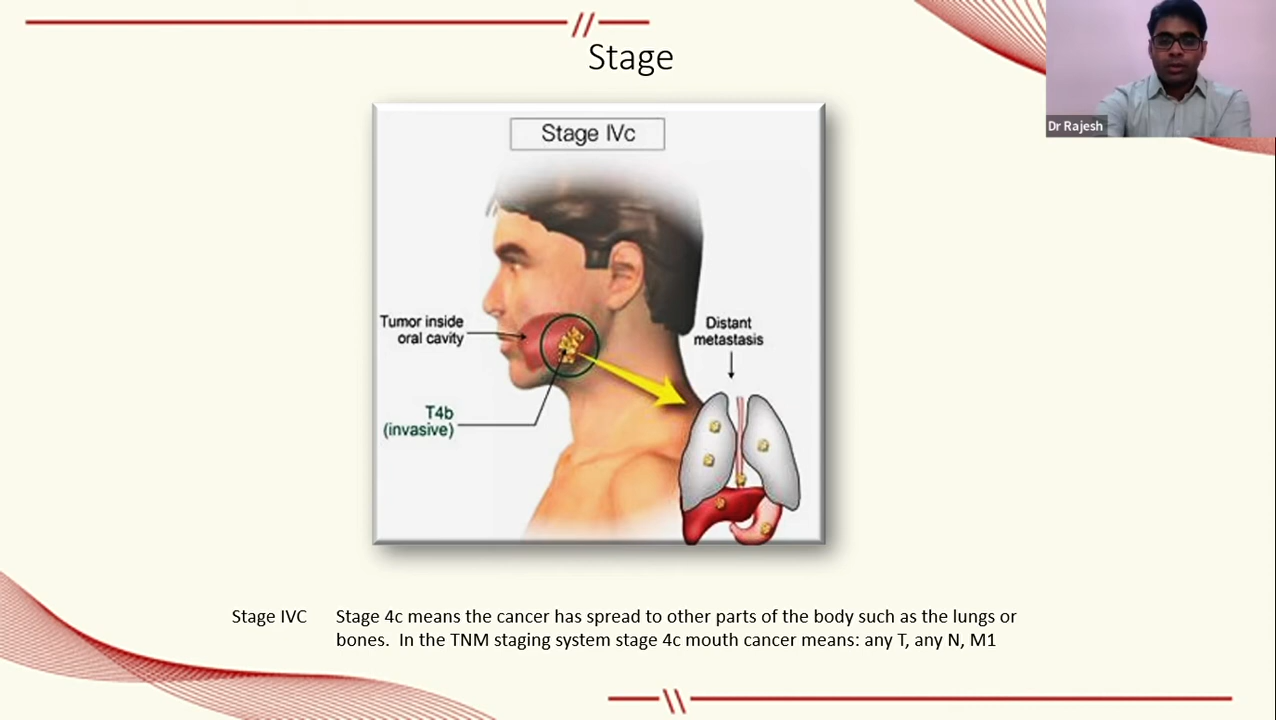 Stage
Dr Rajesh
Stage IVc
Tumor inside
oral cavity
Distant
metastasis
T4b
(invasive)
Stage IVC Stage 4c means the cancer has spread to other parts of the body such as the lungs or
bones. In the TNM staging system stage 4c mouth cancer means: any T, any N, M1